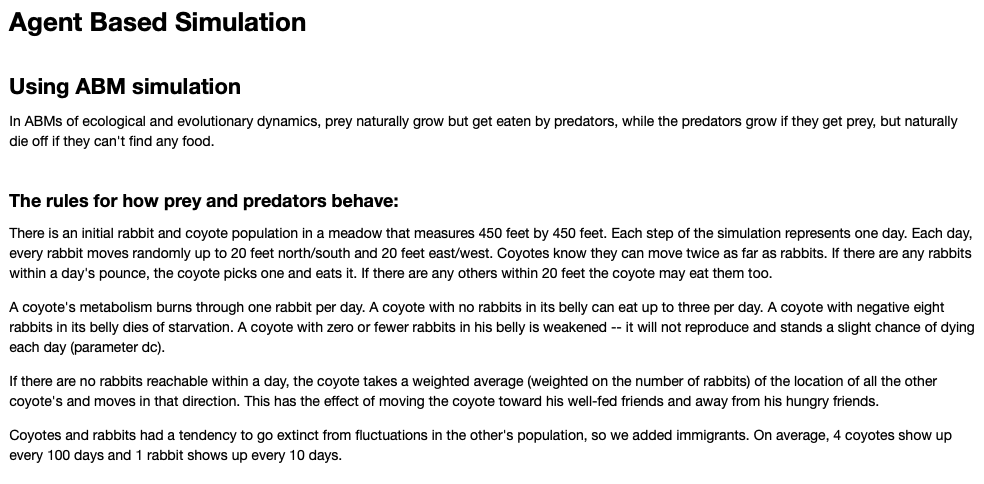 Agent Based Simulation
Using ABM simulation
In ABMs of ecological and evolutionary dynamics, prey naturally grow but get eaten by predators, while the predators grow if they get prey, but naturally
die off if they can't find any food.
The rules for how prey and predators behave:
There is an initial rabbit and coyote population in a meadow that measures 450 feet by 450 feet. Each step of the simulation represents one day. Each day,
every rabbit moves randomly up to 20 feet north/south and 20 feet east/west. Coyotes know they can move twice as far as rabbits. If there are any rabbits
within a day's pounce, the coyote picks one and eats it. If there are any others within 20 feet the coyote may eat them too.
A coyote's metabolism burns through one rabbit per day. A coyote with no rabbits in its belly can eat up to three per day. A coyote with negative eight
rabbits in its belly dies of starvation. A coyote with zero or fewer rabbits in his belly is weakened -- it will not reproduce and stands a slight chance of dying
each day (parameter dc).
If there are no rabbits reachable within a day, the coyote takes a weighted average (weighted on the number of rabbits) of the location of all the other
coyote's and moves in that direction. This has the effect of moving the coyote toward his well-fed friends and away from his hungry friends.
Coyotes and rabbits had a tendency to go extinct from fluctuations in the other's population, so we added immigrants. On average, 4 coyotes show up
every 100 days and 1 rabbit shows up every 10 days.